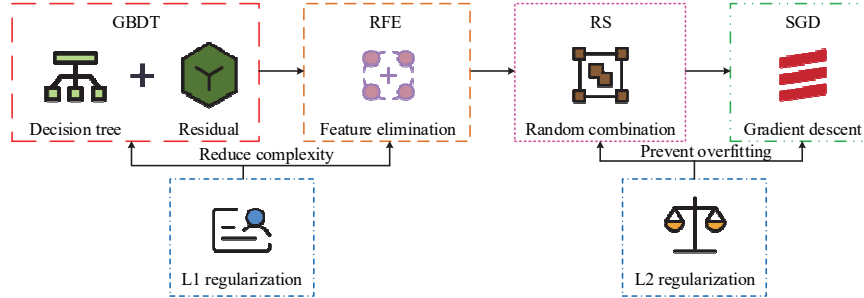 GBDT
RFE
RS
SGD
Decision tree
Residual
Feature elimination
Random combination
Gradient descent
Reduce complexity
Prevent overfitting
L1 regularization
L2 regularization